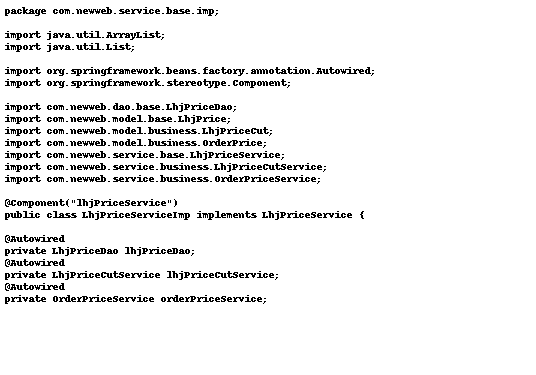 package com.newweb.service.base.imp;
import java.util.ArrayList;
import java.util.List;
import org.springframework.beans.factory.annotation.Autowired;
import org.springframework.stereotype.Component;
import com.newweb.dao.base.LhjPriceDao;
import com.newweb.model.base.LhjPrice;
import com.newweb.model.business.LhjPriceCut;
import com.newweb.model.business.OrderPrice;
import com.newweb.service.base.LhjPriceService;
import com.newweb.service.business.LhjPriceCutService;
import com.newweb.service.business.OrderPriceService;
@Component("lhjPriceService")
public class LhjPriceServiceImp implements LhjPriceService {
@Autowired
private LhjPriceDao lhjPriceDao;
@Autowired
private LhjPriceCutService lhjPriceCutService;
@Autowired
private OrderPriceService orderPriceService;